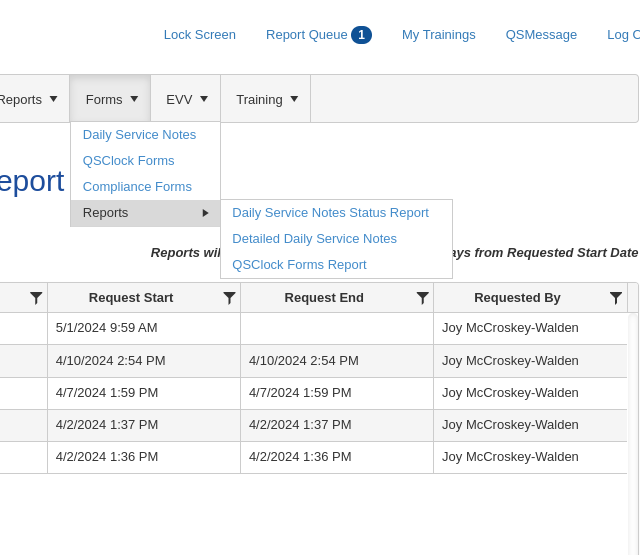 Lock Screen Report Queue 1 My Trainings QSMessage Log
Reports Forms EVV Training
Daily Service Notes
QSClock Forms
eport
Compliance Forms
Reports
Daily Service Notes Status Report
Detailed Daily Service Notes
Reports wil ays from Requested Start Date
QSClock Forms Report
Request Start Request End Requested By
5/1/2024 9:59 AM Joy McCroskey-Walden
4/10/2024 2:54 PM 4/10/2024 2:54 PM Joy McCroskey-Walden
4/7/2024 1:59 PM 4/7/2024 1:59 PM Joy McCroskey-Walden
4/2/2024 1:37 PM 4/2/2024 1:37 PM Joy McCroskey-Walden
4/2/2024 1:36 PM 4/2/2024 1:36 PM Joy McCroskey-Walden